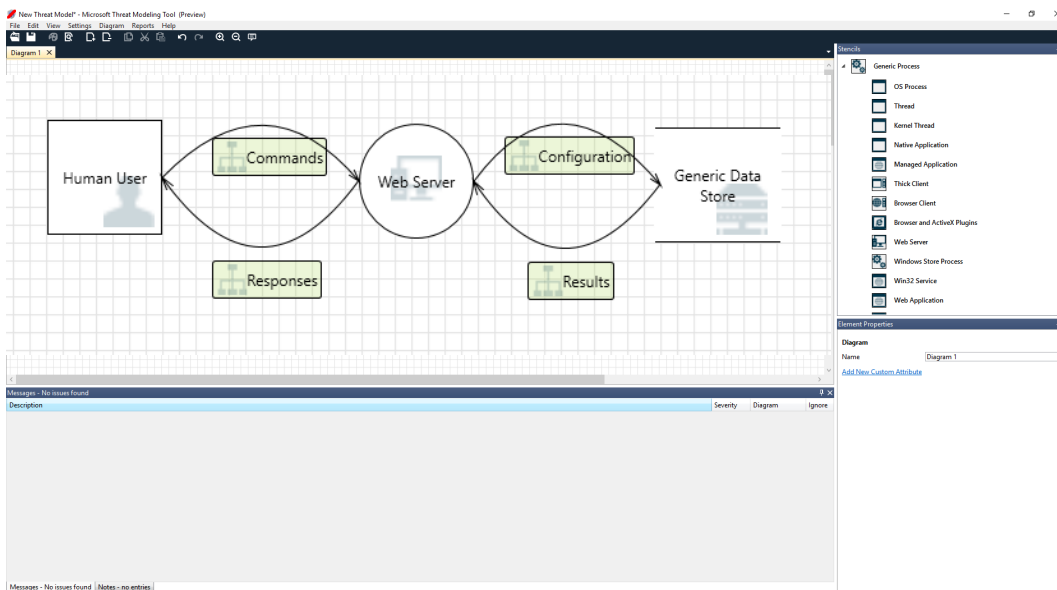 New Threat Model* - Microsoft Threat Modeling Tool (Preview)
File Edit View Settings Diagram Reports Help
Diagram 1
Human User
Commands
Responses
Web Server
Configuration
Results
Generic Data
Store
Stencils
Generic Process
OS Process
Thread
Kernel Thread
Native Application
Managed Application
Thick Client
Browser Client
Browser and ActiveX Plugins
Web Server
Windows Store Process
Win32 Service
Web Application
Element Properties
Diagram
Name Diagram 1
Add New Custom Attribute
Messages - No issues found
Description Severity Diagram Ignore
Messages - No issues found Notes - no entries